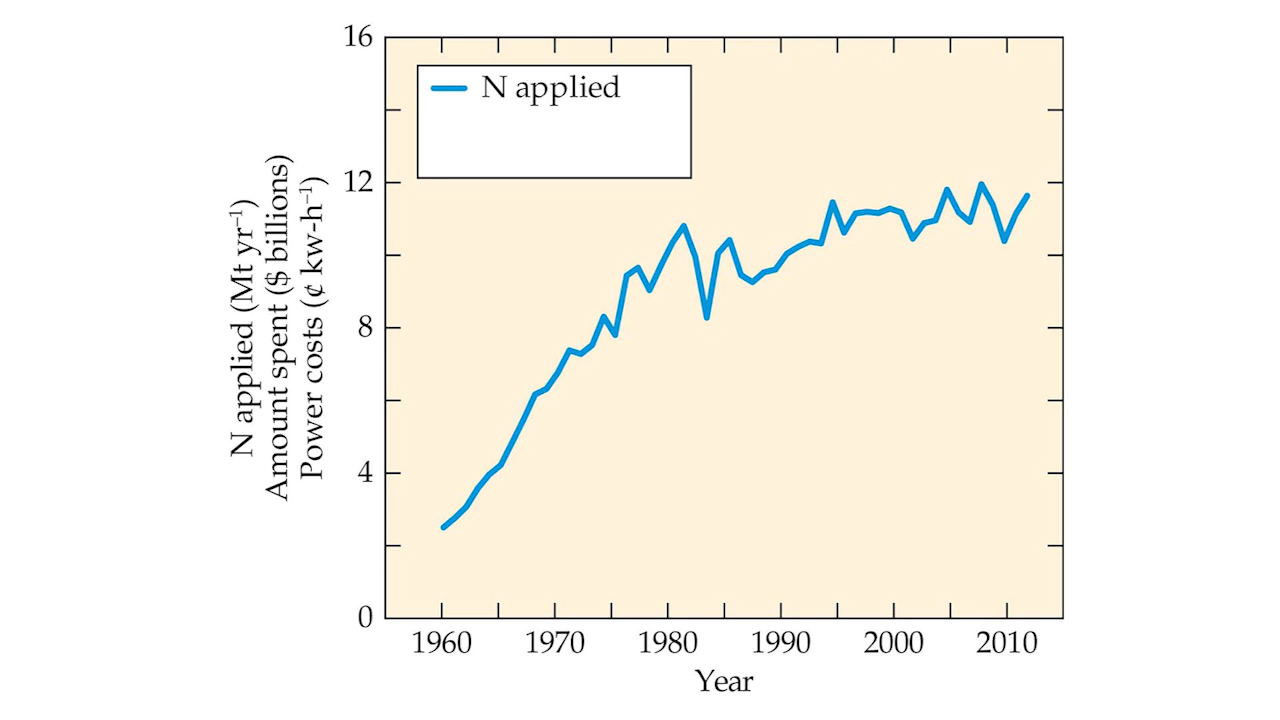 16
N applied
12
8
4
0
N applied (Mt yr⁻¹)
Amount spent ($ billions)
Power costs (¢ kw-h⁻¹)
1960 1970 1980 1990 2000 2010
Year